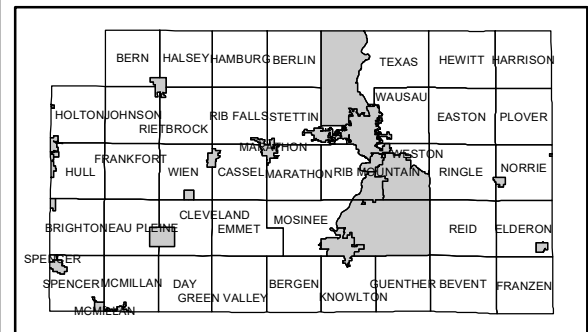 BERN HALSEY HAMBURG BERLIN TEXAS HEWITT HARRISON
WAUSAU
HOLTON JOHNSON RIB FALLS STETTIN EASTON PLOVER
RIETBROCK
MARATHON WESTON
FRANKFORT NORRIE
HULL WIEN CASSEL MARATHON RIB MOUNTAIN RINGLE
CLEVELAND MOSINEE
BRIGHTON EAU PLEINE EMMET REID ELDERON
SPENCER
SPENCER MCMILLAN DAY BERGEN GUENTHER BEVENT FRANZEN
GREEN VALLEY KNOWLTON
MCMILLAN